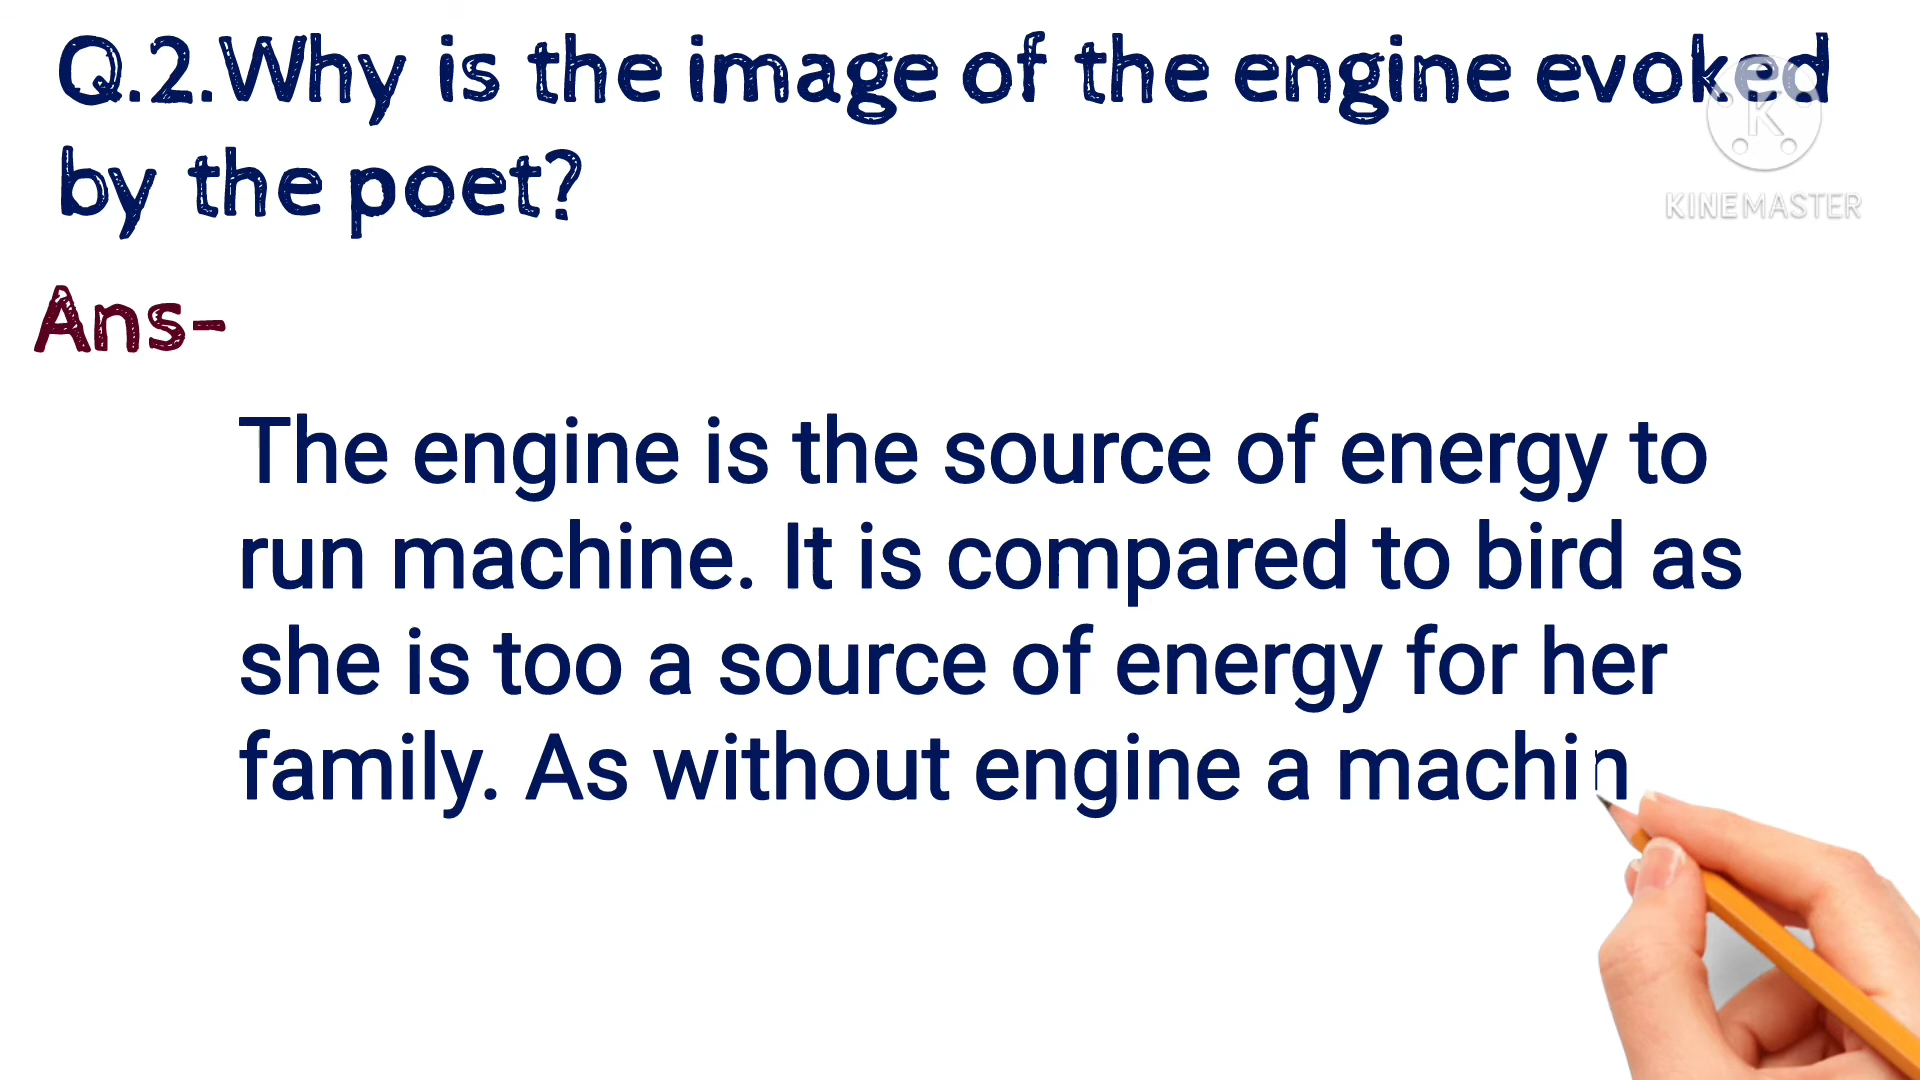 Q.2.Why is the image of the engine evoked
by the poet?
KINEMASTER
Ans-
The engine is the source of energy to
run machine. It is compared to bird as
she is too a source of energy for her
family. As without engine a machin